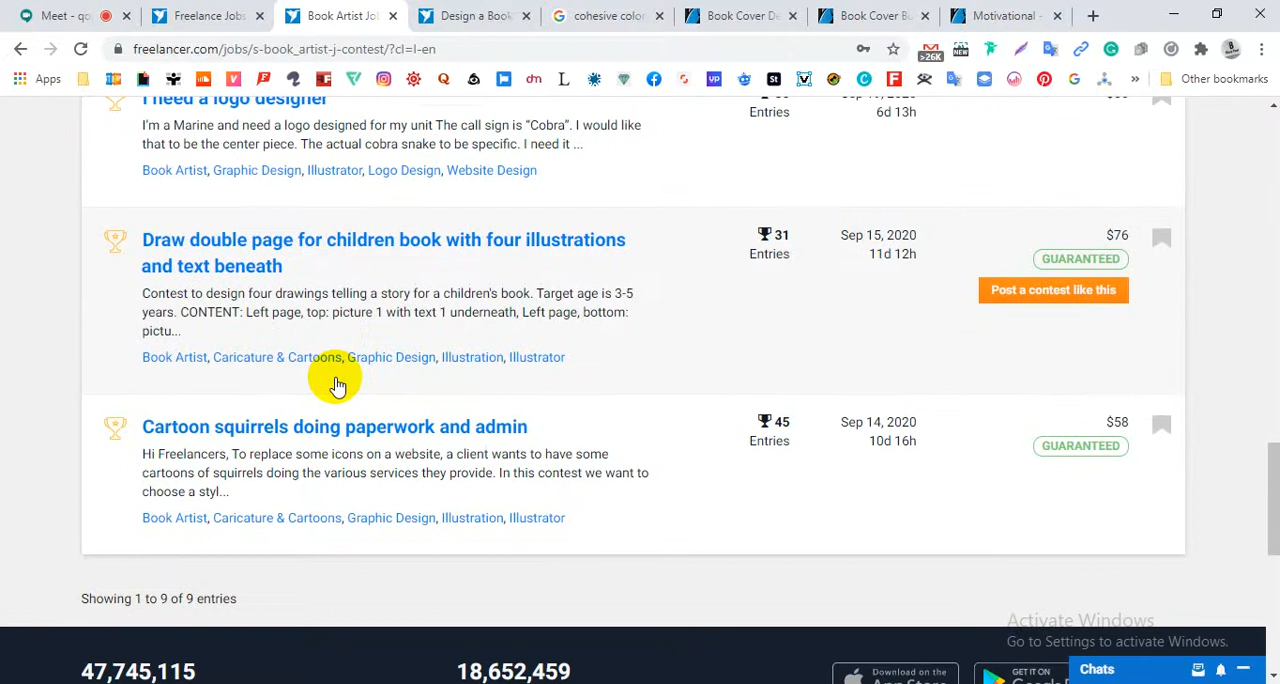 Meet - qo
Freelance Jobs
Book Artist Jo
Design a Book
cohesive color
Book Cover De
Book Cover Bu
Motivational -
freelancer.com/jobs/s-book_artist-j-contest/?cl=l-en
>26K
NEW
Apps
Other bookmarks
I need a logo designer
Entries
6d 13h
I'm a Marine and need a logo designed for my unit The call sign is “Cobra”. I would like
that to be the center piece. The actual cobra snake to be specific. I need it ...
Book Artist, Graphic Design, Illustrator, Logo Design, Website Design
Draw double page for children book with four illustrations
and text beneath
31
Entries
Sep 15, 2020
11d 12h
$76
GUARANTEED
Post a contest like this
Contest to design four drawings telling a story for a children's book. Target age is 3-5
years. CONTENT: Left page, top: picture 1 with text 1 underneath, Left page, bottom:
pictu...
Book Artist, Caricature & Cartoons, Graphic Design, Illustration, Illustrator
Cartoon squirrels doing paperwork and admin
45
Entries
Sep 14, 2020
10d 16h
$58
GUARANTEED
Hi Freelancers, To replace some icons on a website, a client wants to have some
cartoons of squirrels doing the various services they provide. In this contest we want to
choose a styl...
Book Artist, Caricature & Cartoons, Graphic Design, Illustration, Illustrator
Showing 1 to 9 of 9 entries
Activate Windows
Go to Settings to activate Windows.
47,745,115
18,652,459
Download on the
GET IT ON
Chats